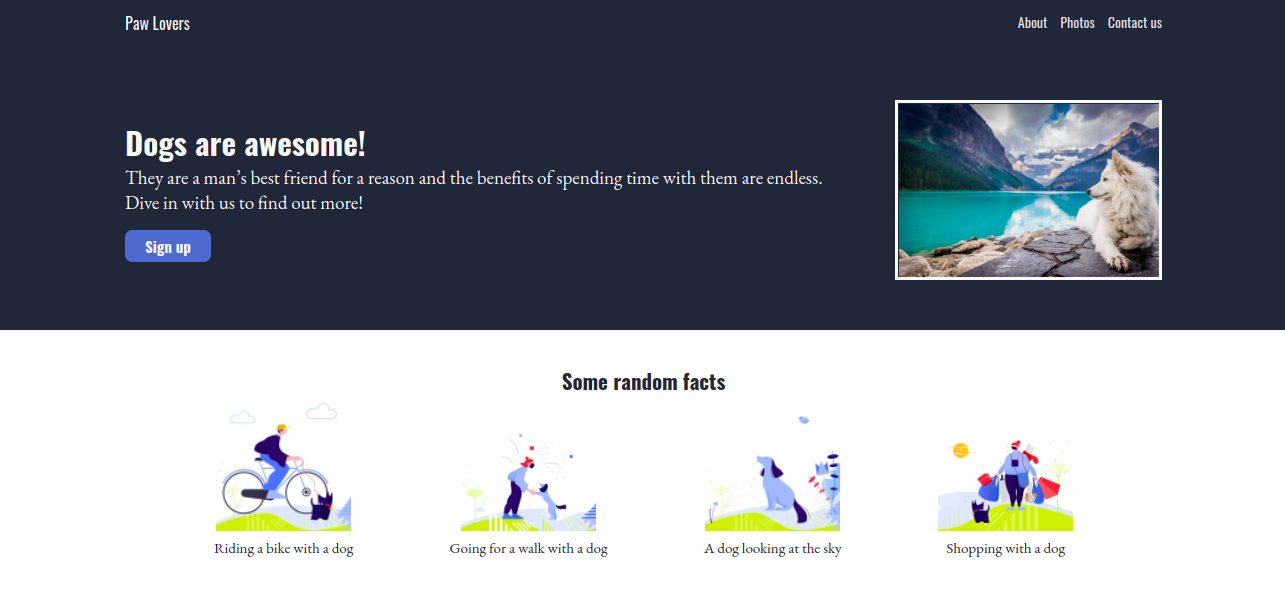 Paw Lovers
About Photos Contact us
Dogs are awesome!
They are a man’s best friend for a reason and the benefits of spending time with them are endless.
Dive in with us to find out more!
Sign up
Some random facts
Riding a bike with a dog
Going for a walk with a dog
A dog looking at the sky
Shopping with a dog